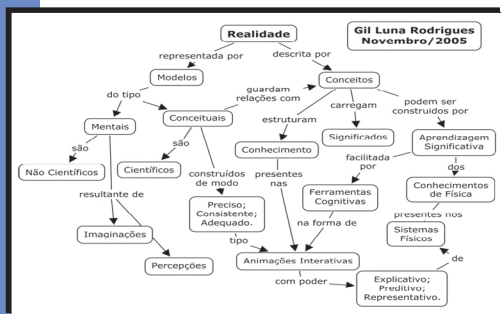 Realidade
Gil Luna Rodrigues
Novembro/2005
representada por
descrita por
Modelos
Conceitos
do tipo
guardam
relações com
carregam
podem ser
construidos por
Mentais
Conceituais
estruturam
Significados
Aprendizagem
Significativa
são
são
Conhecimento
facilitada
por
dos
Não Científicos
Científicos
construídos
de modo
presentes
nas
Ferramentas
Cognitivas
Conhecimentos
de Física
resultante de
Preciso;
Consistente;
Adequado.
na forma de
presentes nos
Imaginações
Sistemas
Físicos
tipo
Percepções
Animações Interativas
de
com poder
Explicativo;
Preditivo;
Representativo.